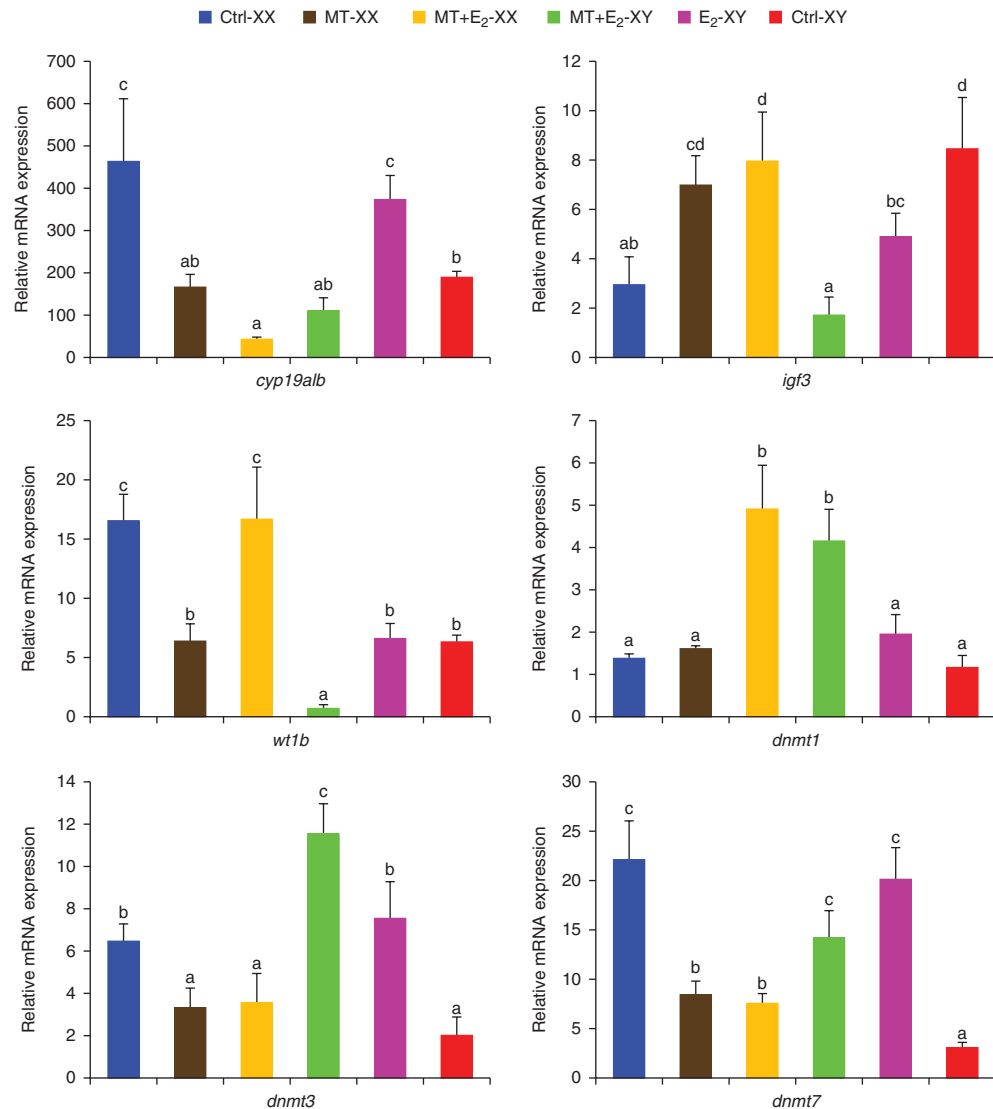 Ctrl-XX MT-XX MT+E₂-XX MT+E₂-XY E₂-XY Ctrl-XY
Relative mRNA expression
700
600
500
400
300
200
100
0
c
ab
a
ab
c
b
cyp19alb
Relative mRNA expression
12
10
8
6
4
2
0
ab
cd
d
a
bc
d
igf3
Relative mRNA expression
25
20
15
10
5
0
c
b
c
a
b
b
wt1b
Relative mRNA expression
7
6
5
4
3
2
1
0
a
a
b
b
a
a
dnmt1
Relative mRNA expression
14
12
10
8
6
4
2
0
b
a
a
c
b
a
dnmt3
Relative mRNA expression
30
25
20
15
10
5
0
c
b
b
c
c
a
dnmt7